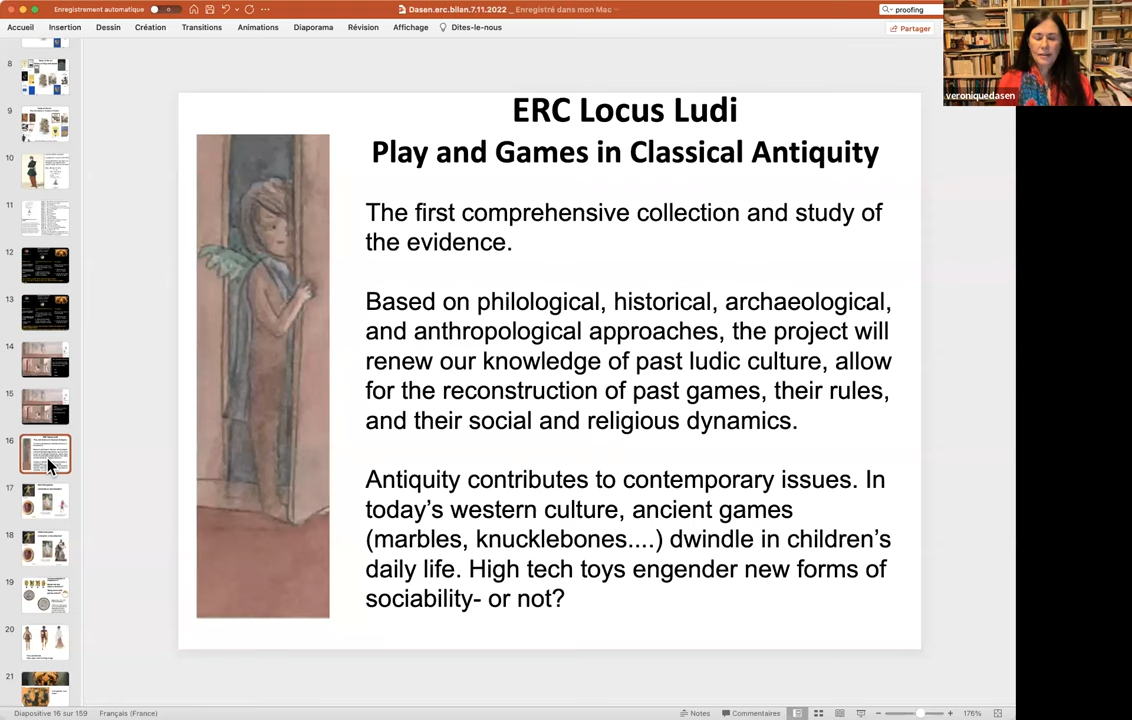 Enregistrement automatique
Dasen.erc.bilan.7.11.2022 _ Enregistré dans mon Mac
proofing
Accueil
Insertion
Dessin
Création
Transitions
Animations
Diaporama
Révision
Affichage
Dites-le-nous
Partager
veroniquedasen
8
9
10
11
12
13
14
15
16
17
18
19
20
21
ERC Locus Ludi
Play and Games in Classical Antiquity
The first comprehensive collection and study of
the evidence.
Based on philological, historical, archaeological,
and anthropological approaches, the project will
renew our knowledge of past ludic culture, allow
for the reconstruction of past games, their rules,
and their social and religious dynamics.
Antiquity contributes to contemporary issues. In
today’s western culture, ancient games
(marbles, knucklebones....) dwindle in children’s
daily life. High tech toys engender new forms of
sociability- or not?
Diapositive 16 sur 159
Français (France)
Notes
Commentaires
176%